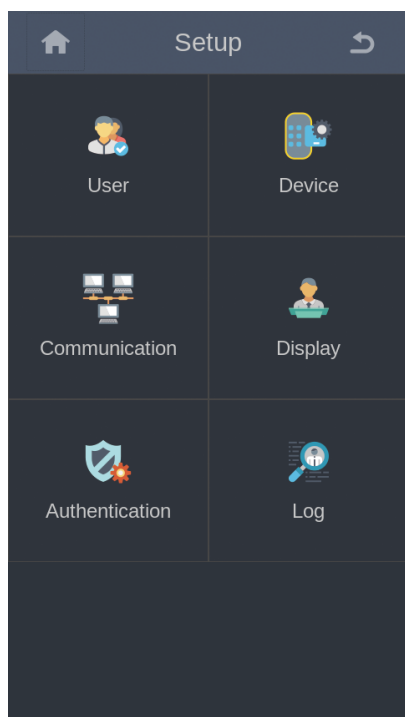 Setup
User
Device
Communication
Display
Authentication
Log